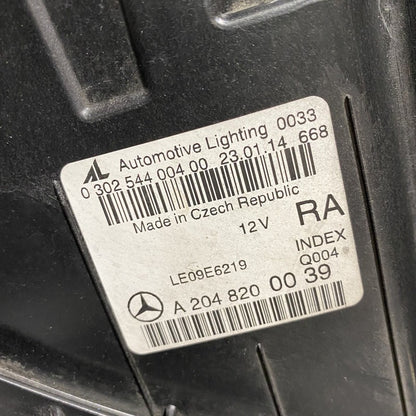 AL Automotive Lighting 0033
0 302 544 004 00 23.01.14 668
Made in Czech Republic
12V RA
INDEX
LE09E6219 Q004
A 204 820 00 39